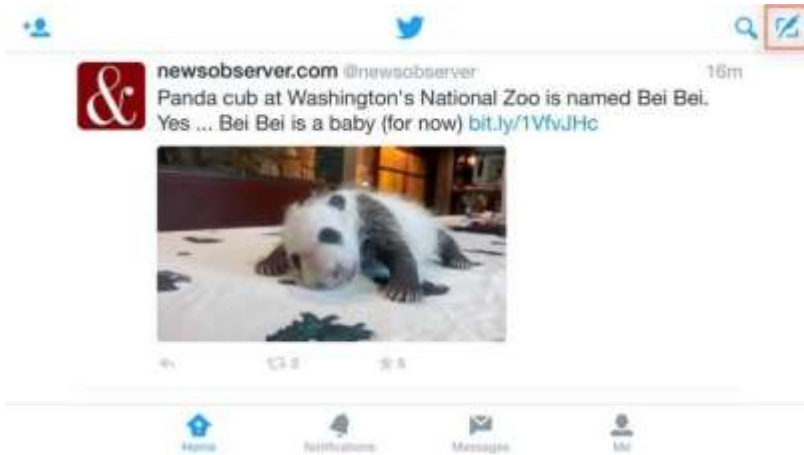 newsobserver.com @newsobserver 16m
Panda cub at Washington's National Zoo is named Bei Bei.
Yes ... Bei Bei is a baby (for now) bit.ly/1VfvJHc
Home Notifications Messages Me